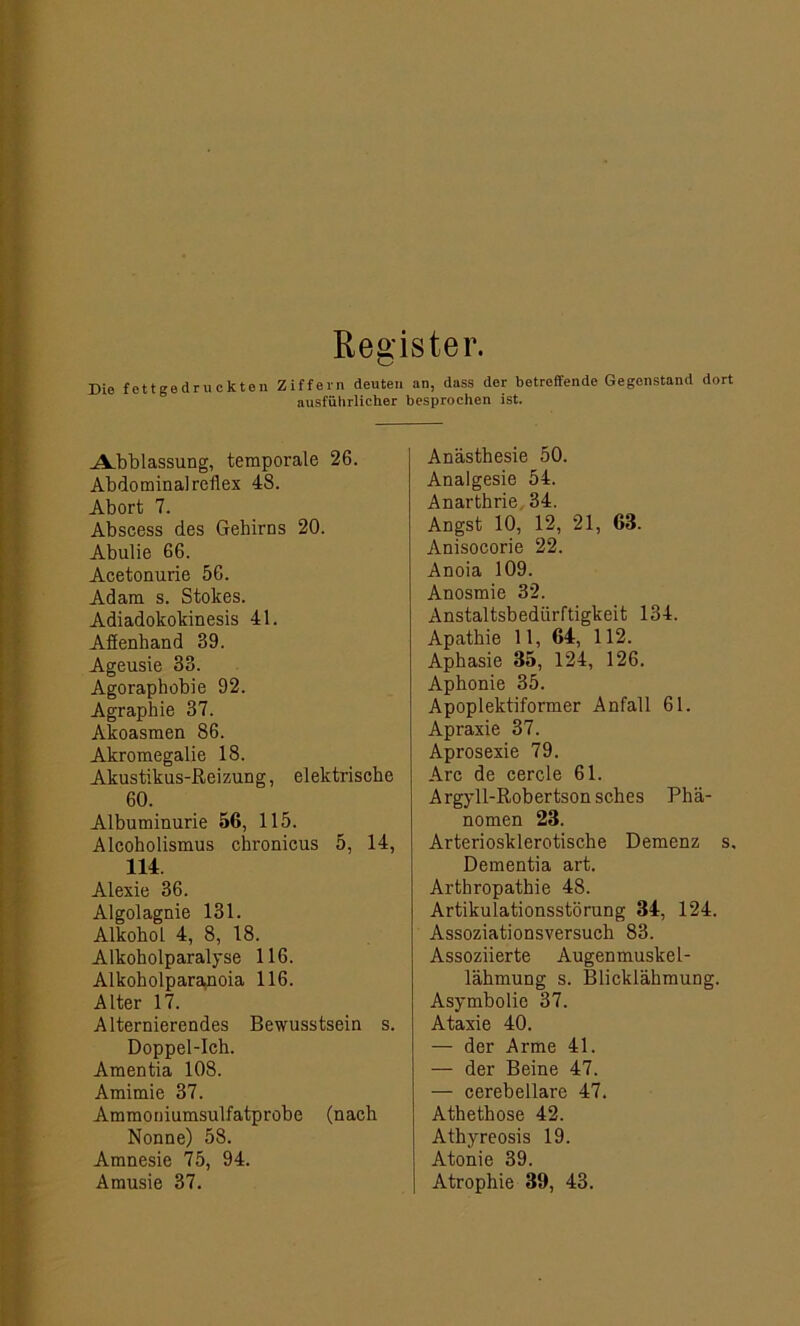 Register.
Die fettgedruckten Ziffern deuten an, dass der betreffende Gegenstand dort
ausführlicher besprochen ist.
Abblassung, temporale 26.
Abdominalreflex 48.
Abort 7.
Abscess des Gehirns 20.
Abulie 66.
Acetonurie 56.
Adam s. Stokes.
Adiadokokinesis 41.
Affenhand 39.
Ageusie 33.
Agoraphobie 92.
Agraphie 37.
Akoasmen 86.
Akromegalie 18.
Akustikus-Reizung, elektrische
60.
Albuminurie 56, 115.
Alcoholismus chronicus 5, 14,
114.
Alexie 36.
Algolagnie 131.
Alkohol 4, 8, 18.
Alkoholparalyse 116.
Alkoholparanoia 116.
Alter 17.
Alternierendes Bewusstsein s.
Doppel-Ich.
Amentia 108.
Amimie 37.
Ammoniumsulfatprobe (nach
Nonne) 58.
Amnesie 75, 94.
Amusie 37.
Anästhesie 50.
Analgesie 54.
Anarthrie 34.
Angst 10, 12, 21, 63.
Anisocorie 22.
Anoia 109.
Anosmie 32.
Anstaltsbedürftigkeit 134.
Apathie 11, 64, 112.
Aphasie 35, 124, 126.
Aphonie 35.
Apoplektiformer Anfall 61.
Apraxie 37.
Aprosexie 79.
Arc de cercle 61.
Argyll-Robertsonsches Phä-
nomen 23.
Arteriosklerotische Demenz s.
Dementia art.
Arthropathie 48.
Artikulationsstörung 34, 124.
Assoziationsversuch 83.
Assoziierte Augenmuskel-
lähmung s. Blicklähmung.
Asymbolie 37.
Ataxie 40.
— der Arme 41.
— der Beine 47.
— cerebellare 47.
Athethose 42.
Athyreosis 19.
Atonie 39.
Atrophie 39, 43.